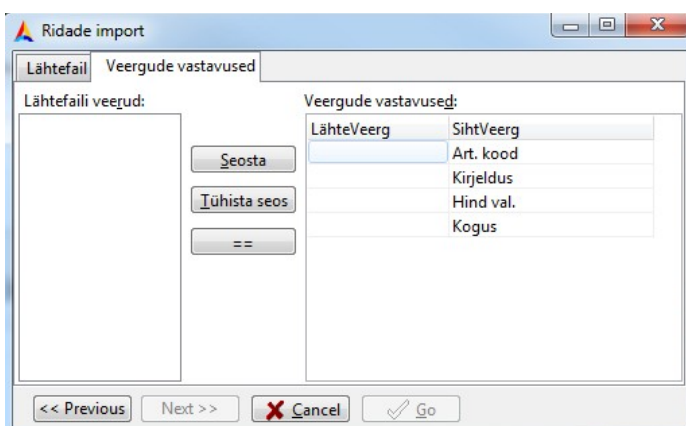 Ridade import
Lähtefail Veergude vastavused
Lähtefaili veerud: Veergude vastavused:
LähteVeerg SihtVeerg
Art. kood
Seosta
Kirjeldus
Tühista seos Hind val.
Kogus
==
<< Previous Next >> Cancel Go